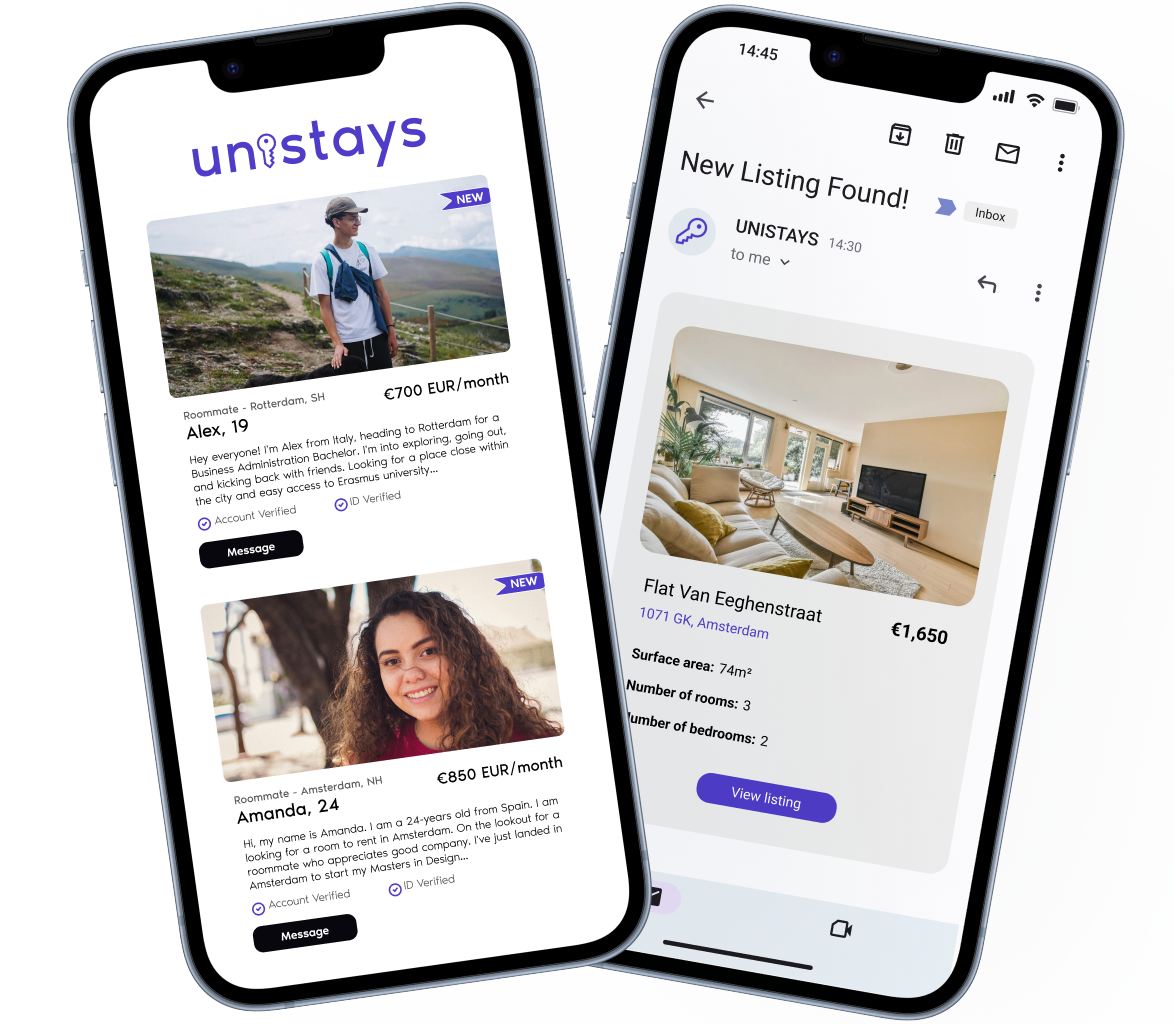 unistays
NEW
€700 EUR/month
Roommate - Rotterdam, SH
Alex, 19
Hey everyone! I'm Alex from Italy, heading to Rotterdam for a
Business Administration Bachelor. I'm into exploring, going out,
and kicking back with friends. Looking for a place close within
the city and easy access to Erasmus university...
Account Verified
ID Verified
Message
NEW
€850 EUR/month
Roommate - Amsterdam, NH
Amanda, 24
Hi, my name is Amanda. I am a 24-years old from Spain. I am
looking for a room to rent in Amsterdam. On the lookout for a
roommate who appreciates good company. I've just landed in
Amsterdam to start my Masters in Design...
Account Verified
ID Verified
Message
14:45
New Listing Found!
Inbox
UNISTAYS 14:30
to me
Flat Van Eeghenstraat
1071 GK, Amsterdam
€1,650
Surface area: 74m²
Number of rooms: 3
umber of bedrooms: 2
View listing